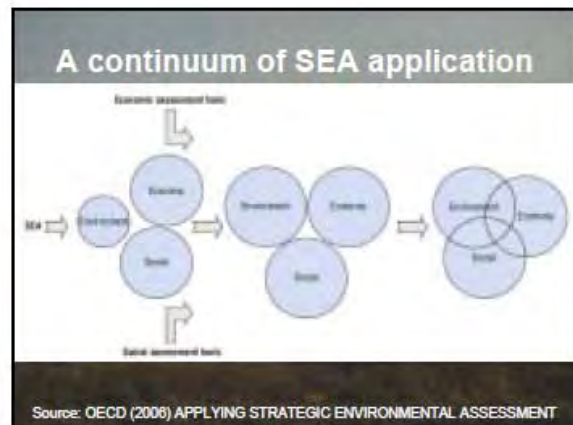 A continuum of SEA application
Economic assessment tools
Economy
Environment
Environment
Economy
Environment
Economy
SEA
Social
Social
Social
Social assessment tools
Source: OECD (2006) APPLYING STRATEGIC ENVIRONMENTAL ASSESSMENT